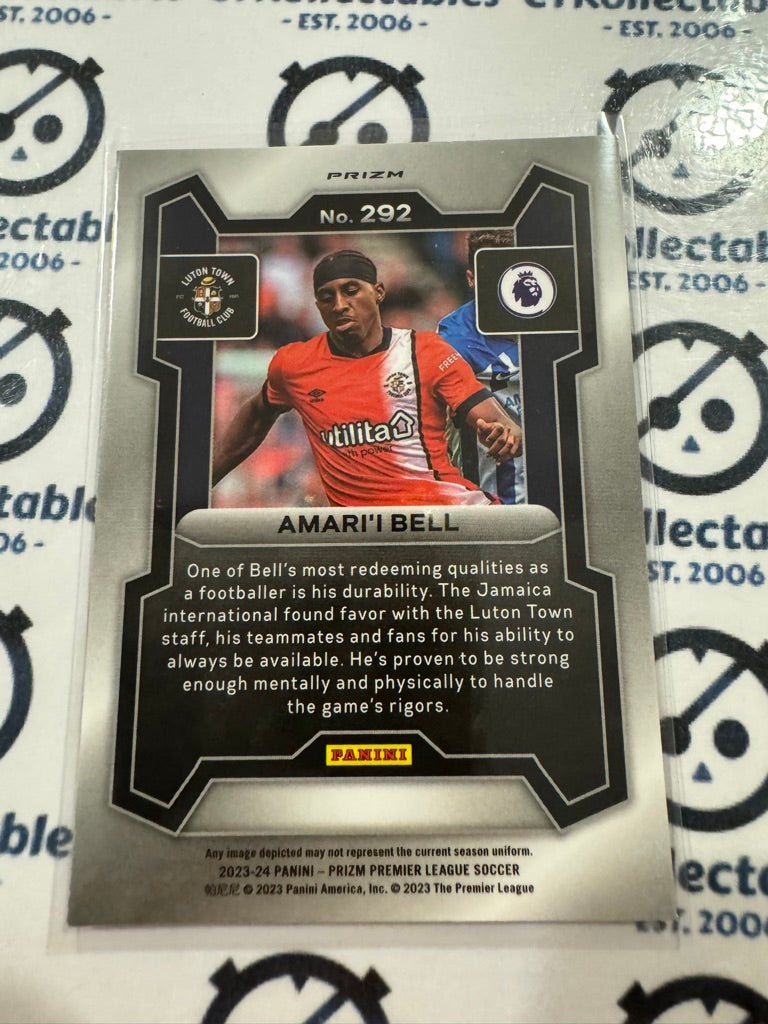 - EST. 2006 -
- EST. 2006 -
PRIZM
No. 292
LUTON TOWN
FOOTBALL CLUB
utilita
power
AMARI'I BELL
One of Bell's most redeeming qualities as
a footballer is his durability. The Jamaica
international found favor with the Luton Town
staff, his teammates and fans for his ability to
always be available. He's proven to be strong
enough mentally and physically to handle
the game's rigors.
PANINI
Any image depicted may not represent the current season uniform.
2023-24 PANINI – PRIZM PREMIER LEAGUE SOCCER
帕尼尼 © 2023 Panini America, Inc. © 2023 The Premier League